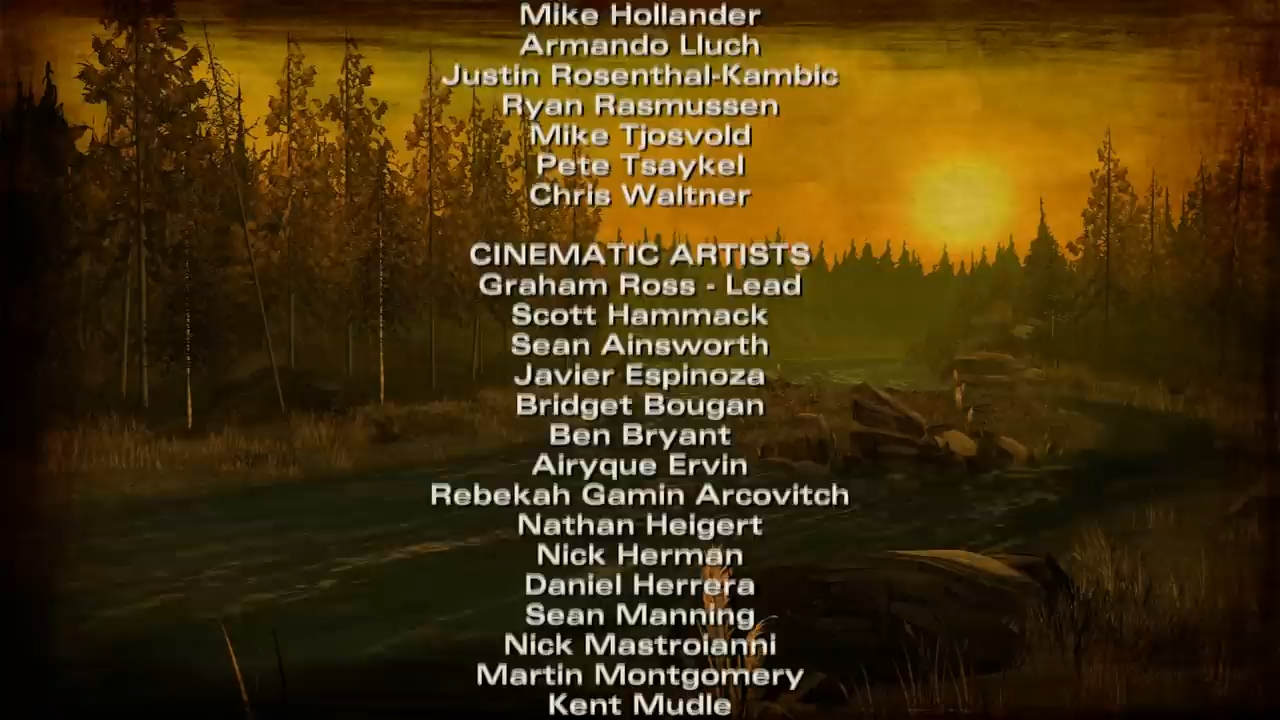 Mike Hollander
Armando Lluch
Justin Rosenthal-Kambic
Ryan Rasmussen
Mike Tjosvold
Pete Tsaykel
Chris Waltner
CINEMATIC ARTISTS
Graham Ross - Lead
Scott Hammack
Sean Ainsworth
Javier Espinoza
Bridget Bougan
Ben Bryant
Airyque Ervin
Rebekah Gamin Arcovitch
Nathan Heigert
Nick Herman
Daniel Herrera
Sean Manning
Nick Mastroianni
Martin Montgomery
Kent Mudle